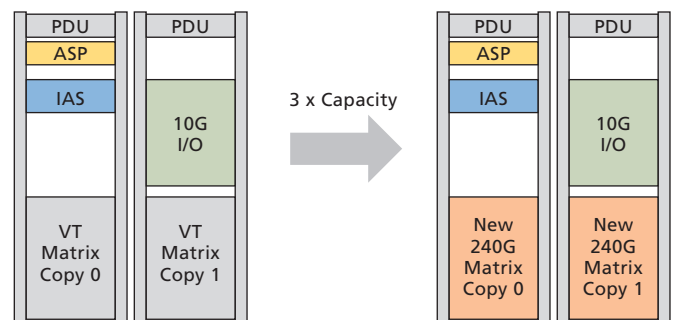 PDU
ASP
IAS
VT
Matrix
Copy 0
PDU
10G
I/O
VT
Matrix
Copy 1
3 x Capacity
PDU
ASP
IAS
New
240G
Matrix
Copy 0
PDU
10G
I/O
New
240G
Matrix
Copy 1